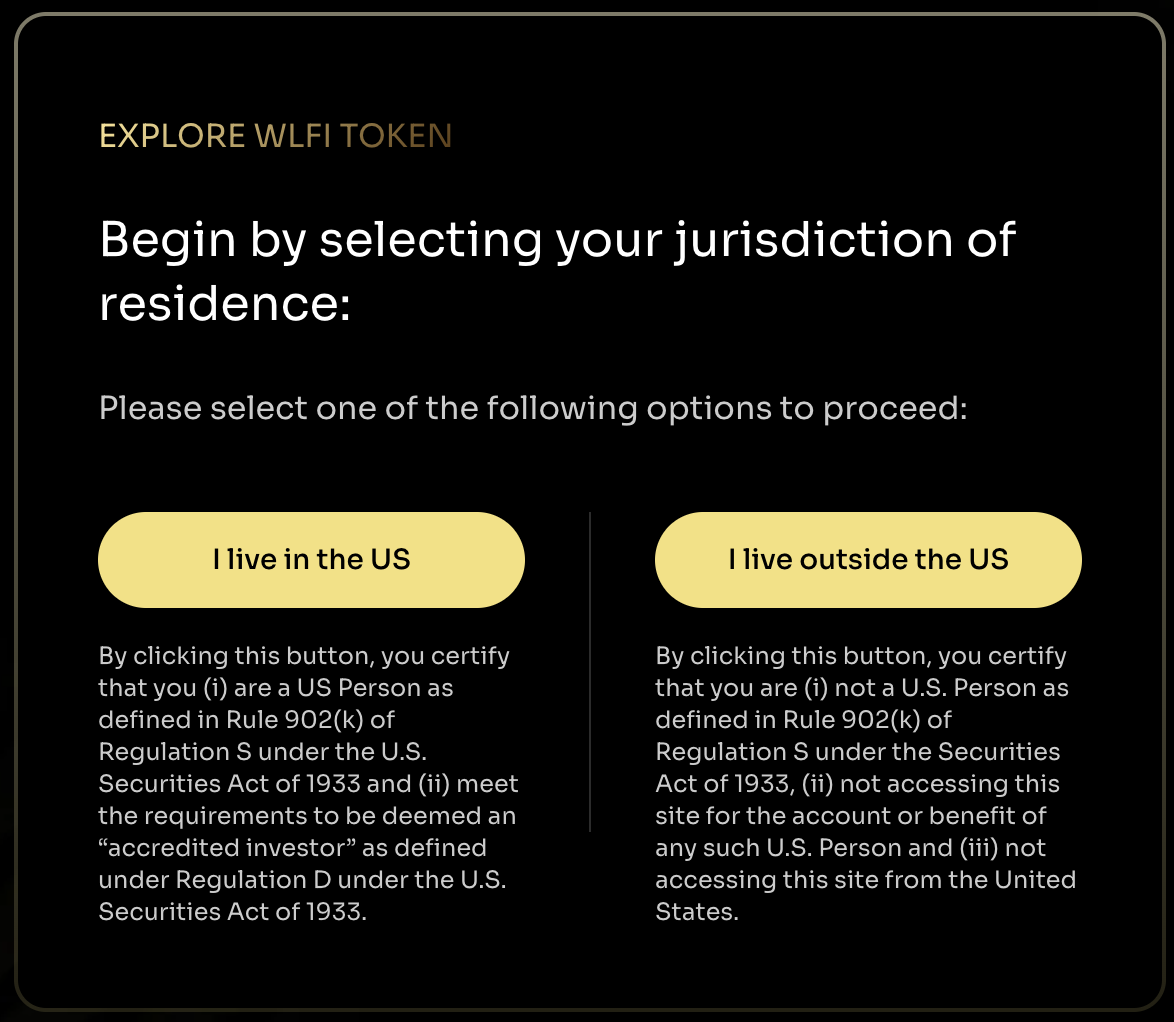 EXPLORE WLFI TOKEN
Begin by selecting your jurisdiction of
residence:
Please select one of the following options to proceed:
I live in the US
By clicking this button, you certify
that you (i) are a US Person as
defined in Rule 902(k) of
Regulation S under the U.S.
Securities Act of 1933 and (ii) meet
the requirements to be deemed an
“accredited investor” as defined
under Regulation D under the U.S.
Securities Act of 1933.
I live outside the US
By clicking this button, you certify
that you are (i) not a U.S. Person as
defined in Rule 902(k) of
Regulation S under the Securities
Act of 1933, (ii) not accessing this
site for the account or benefit of
any such U.S. Person and (iii) not
accessing this site from the United
States.